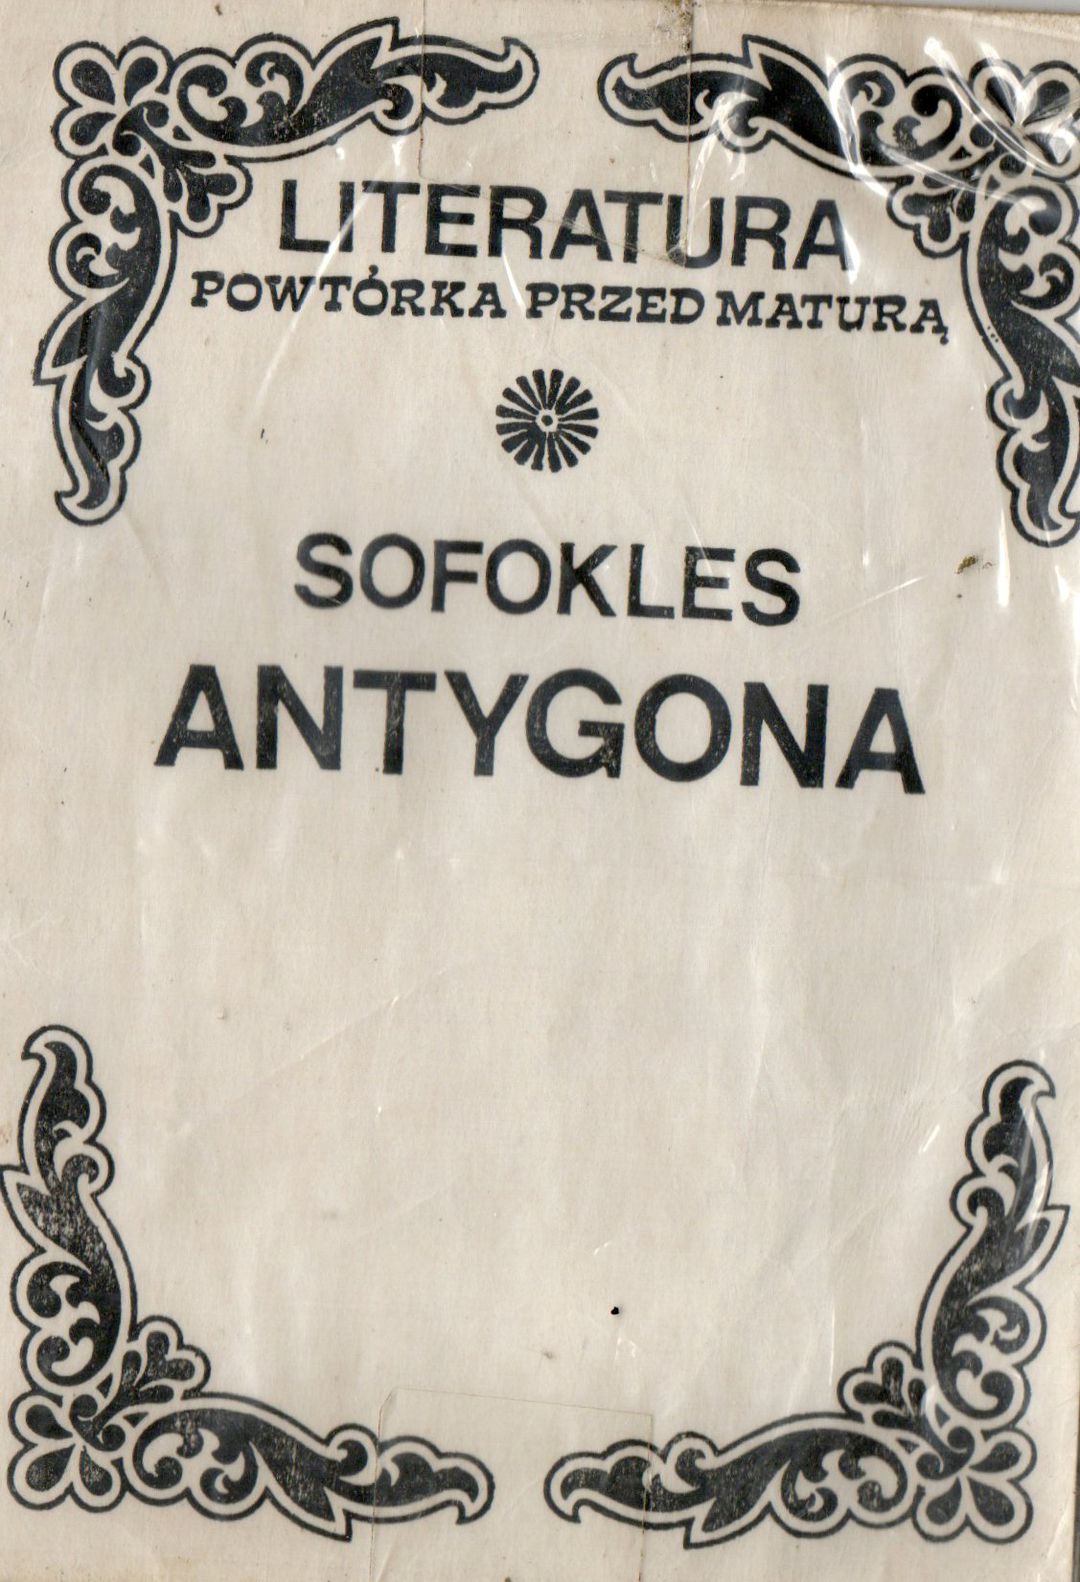 LITERATURA
POWTÓRKA PRZED MATURĄ
SOFOKLES
ANTYGONA